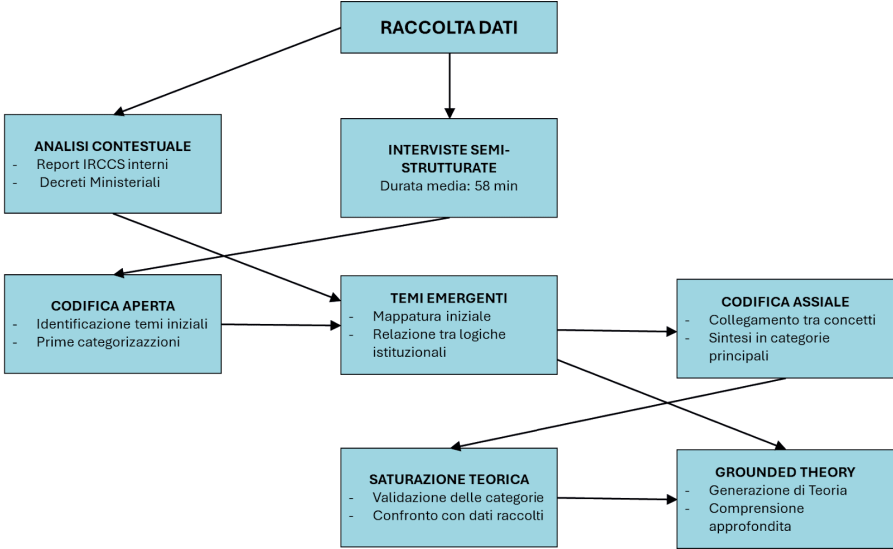 RACCOLTA DATI
ANALISI CONTESTUALE
- Report IRCCS interni
- Decreti Ministeriali
INTERVISTE SEMI-
STRUTTURATE
Durata media: 58 min
CODIFICA APERTA
- Identificazione temi iniziali
- Prime categorizzazzioni
TEMI EMERGENTI
- Mappatura iniziale
- Relazione tra logiche
istituzionali
CODIFICA ASSIALE
- Collegamento tra concetti
- Sintesi in categorie
principali
SATURAZIONE TEORICA
- Validazione delle categorie
- Confronto con dati raccolti
GROUNDED THEORY
- Generazione di Teoria
- Comprensione
approfondita